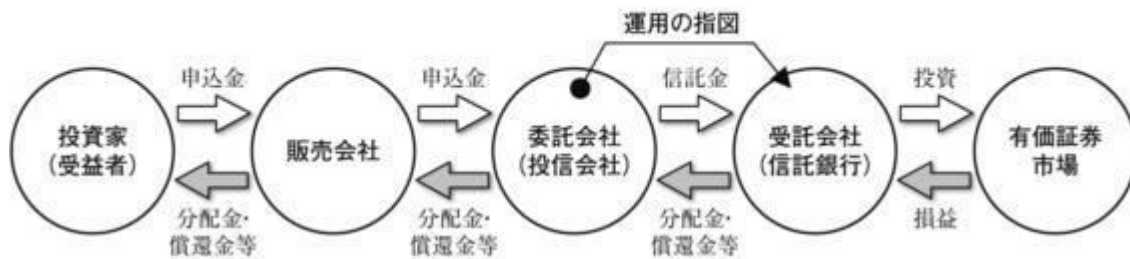 運用の指図
申込金
申込金
信託金
投資
投資家
(受益者)
販売会社
委託会社
(投信会社)
受託会社
(信託銀行)
有価証券
市場
分配金・
償還金等
分配金・
償還金等
分配金・
償還金等
損益